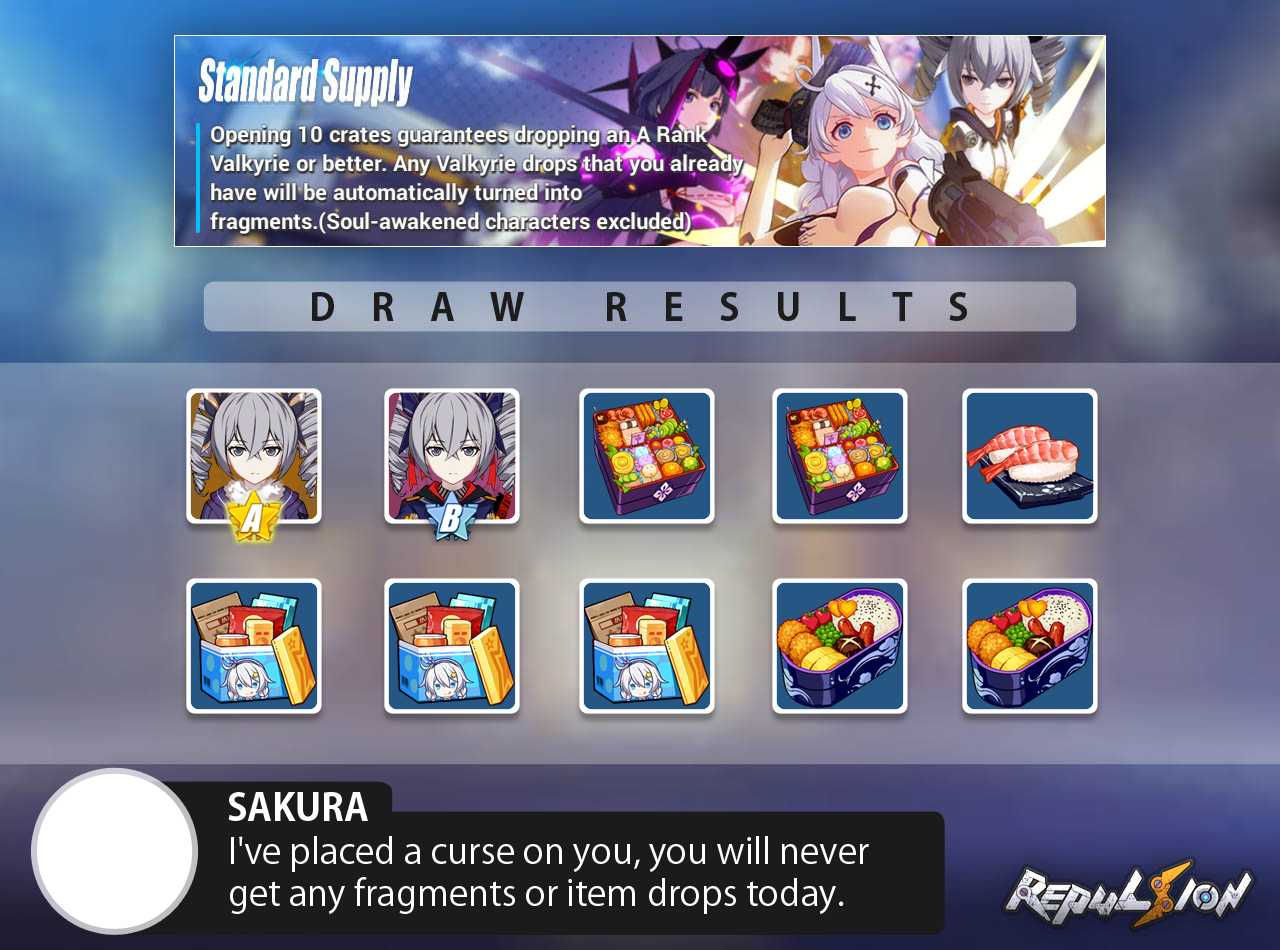 Standard Supply
Opening 10 crates guarantees dropping an A Rank
Valkyrie or better. Any Valkyrie drops that you already
have will be automatically turned into
fragments.(Soul-awakened characters excluded)
DRAW RESULTS
A
B
SAKURA
I've placed a curse on you, you will never
get any fragments or item drops today.
REPULSION